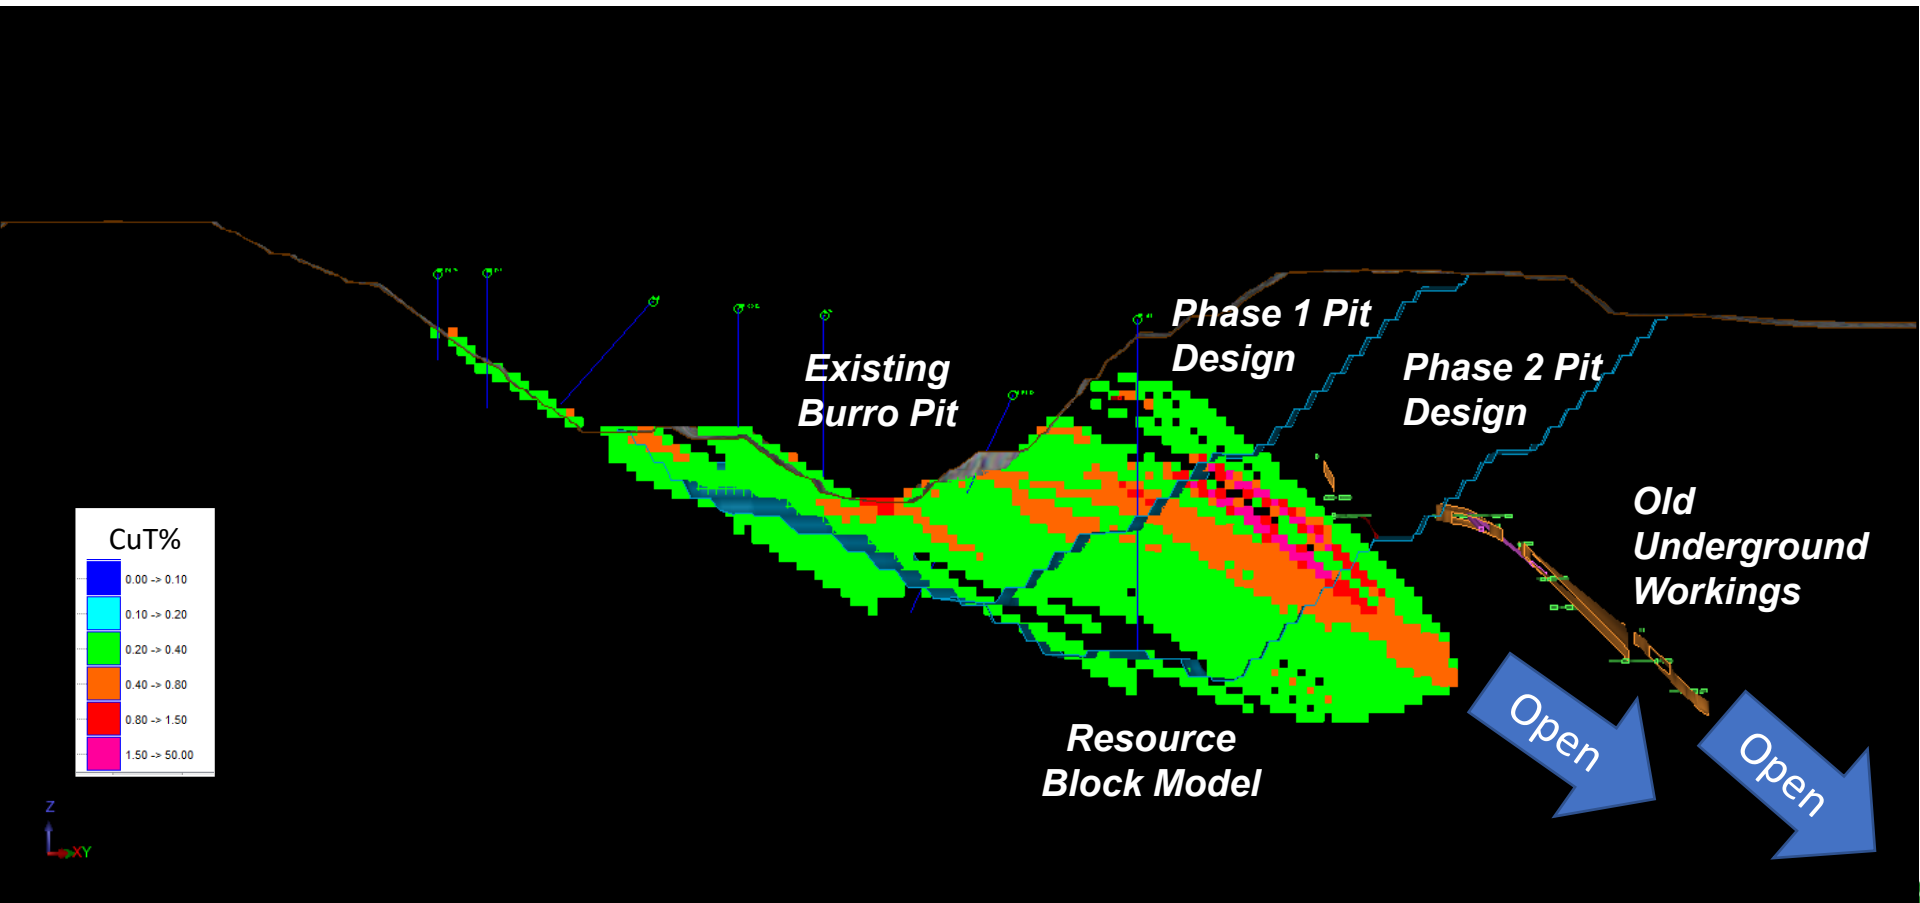 Phase 1 Pit
Design
Existing
Burro Pit
Phase 2 Pit
Design
Old
Underground
Workings
CuT%
0.00 -> 0.10
0.10 -> 0.20
0.20 -> 0.40
0.40 -> 0.80
0.80 -> 1.50
1.50 -> 50.00
Resource
Block Model
Open
Open
Z
XY